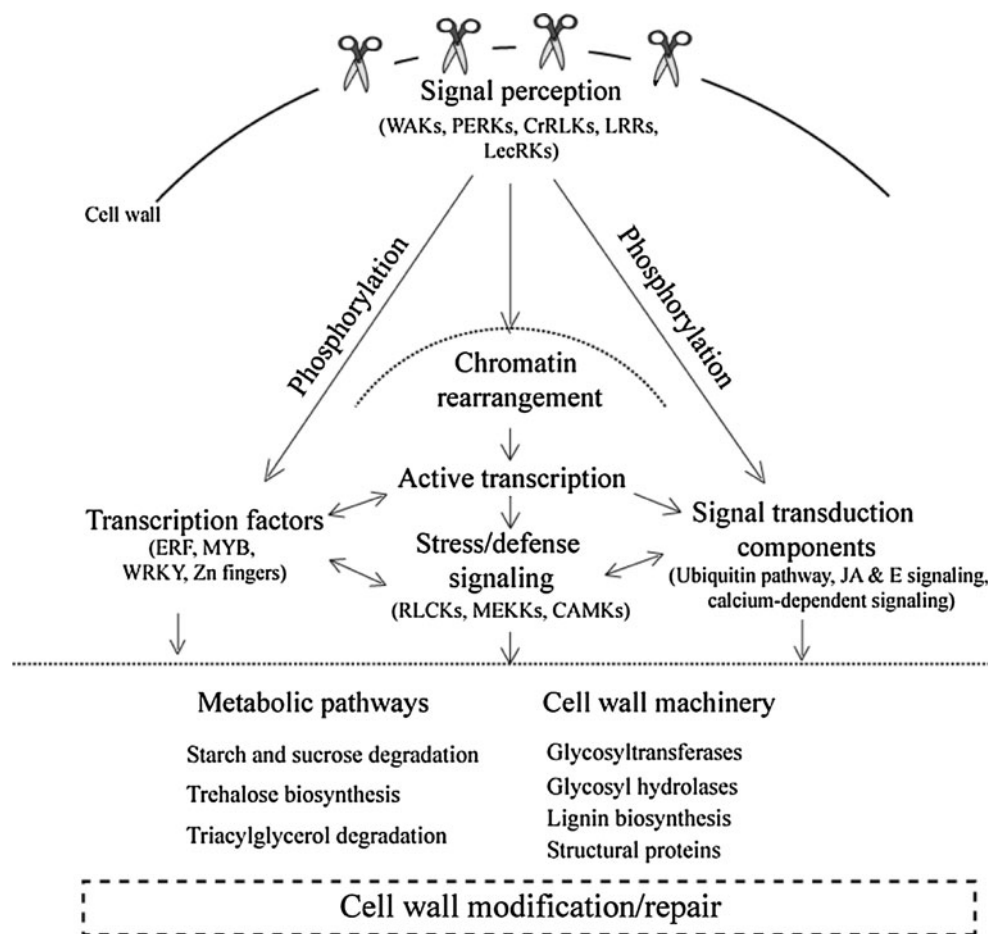 Signal perception
(WAKs, PERKs, CrRLKs, LRRs,
LecRKs)
Cell wall
Phosphorylation
Phosphorylation
Chromatin
rearrangement
Active transcription
Transcription factors
(ERF, MYB,
WRKY, Zn fingers)
Stress/defense
signaling
(RLCKs, MEKKs, CAMKs)
Signal transduction
components
(Ubiquitin pathway, JA & E signaling,
calcium-dependent signaling)
Metabolic pathways
Starch and sucrose degradation
Trehalose biosynthesis
Triacylglycerol degradation
Cell wall machinery
Glycosyltransferases
Glycosyl hydrolases
Lignin biosynthesis
Structural proteins
Cell wall modification/repair